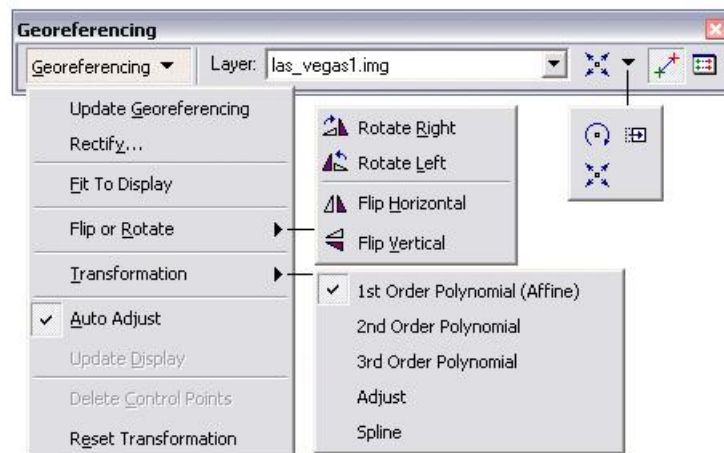 Georeferencing
Georeferencing Layer: las_vegas1.img
Update Georeferencing
Rectify...
Fit To Display
Flip or Rotate
Transformation
Auto Adjust
Update Display
Delete Control Points
Reset Transformation
Rotate Right
Rotate Left
Flip Horizontal
Flip Vertical
1st Order Polynomial (Affine)
2nd Order Polynomial
3rd Order Polynomial
Adjust
Spline